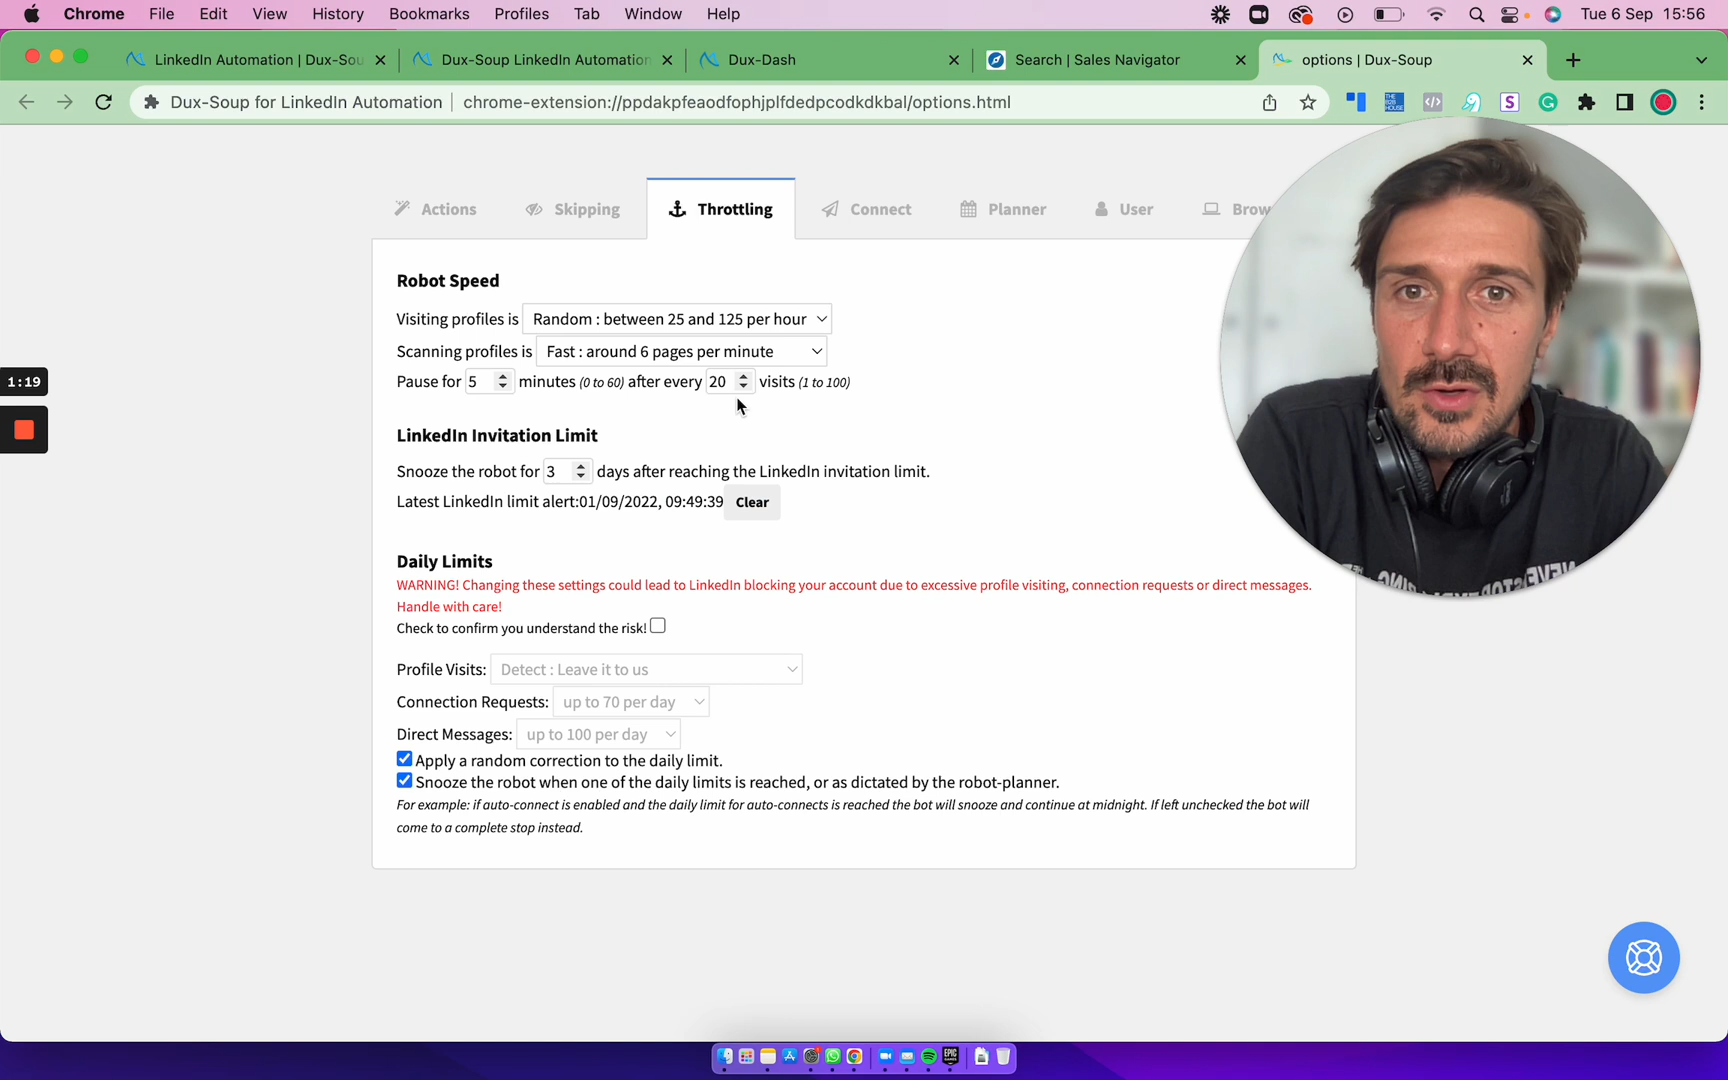 Chrome File Edit View History Bookmarks Profiles Tab Window Help Tue 6 Sep 15:56
LinkedIn Automation | Dux-Sou Dux-Soup LinkedIn Automation Dux-Dash Search | Sales Navigator options | Dux-Soup
Dux-Soup for LinkedIn Automation chrome-extension://ppdakpfeaodfophjplfdedpcodkdkbal/options.html
Actions Skipping Throttling Connect Planner User Brow
Robot Speed
Visiting profiles is Random : between 25 and 125 per hour
Scanning profiles is Fast : around 6 pages per minute
Pause for 5 minutes (0 to 60) after every 20 visits (1 to 100)
1:19
LinkedIn Invitation Limit
Snooze the robot for 3 days after reaching the LinkedIn invitation limit.
Latest LinkedIn limit alert:01/09/2022, 09:49:39 Clear
Daily Limits
WARNING! Changing these settings could lead to LinkedIn blocking your account due to excessive profile visiting, connection requests or direct messages.
Handle with care!
Check to confirm you understand the risk!
Profile Visits: Detect : Leave it to us
Connection Requests: up to 70 per day
Direct Messages: up to 100 per day
Apply a random correction to the daily limit.
Snooze the robot when one of the daily limits is reached, or as dictated by the robot-planner.
For example: if auto-connect is enabled and the daily limit for auto-connects is reached the bot will snooze and continue at midnight. If left unchecked the bot will
come to a complete stop instead.